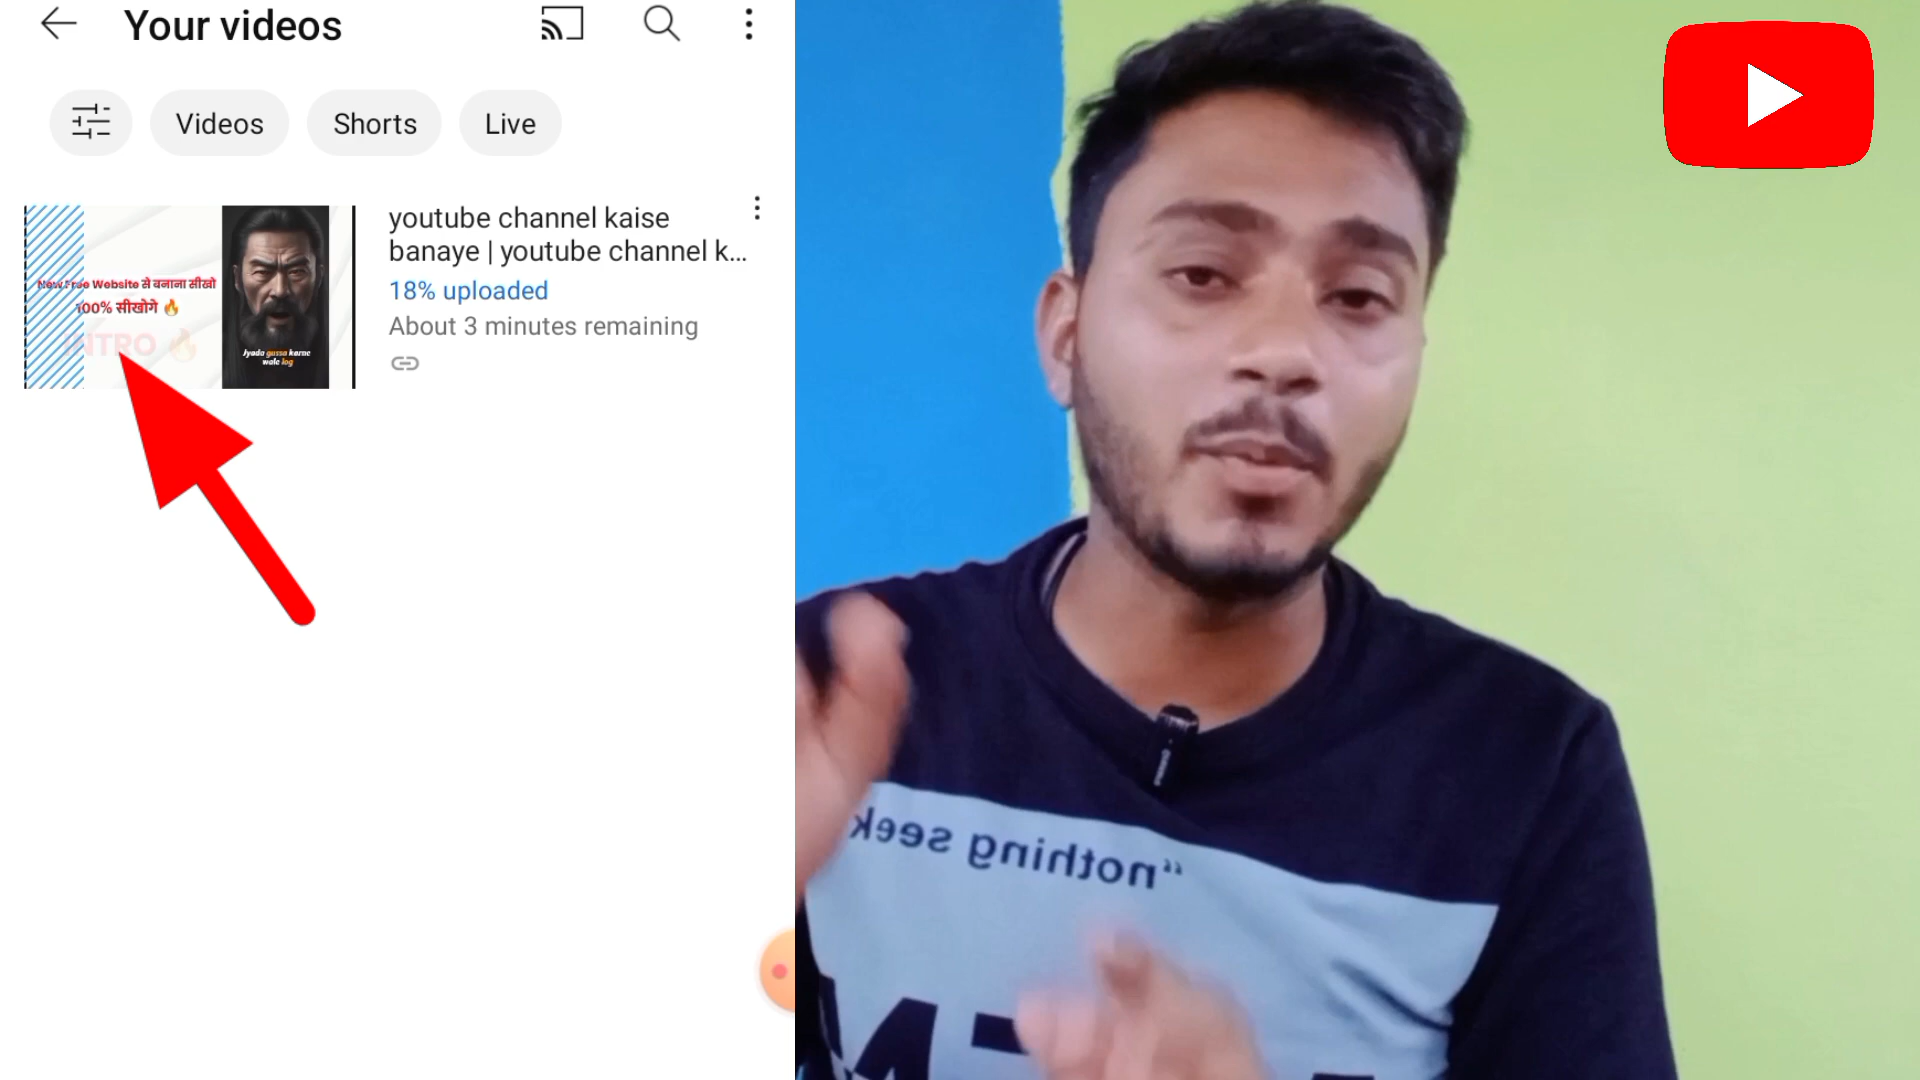 Your videos
Videos
Shorts
Live
youtube channel kaise
banaye | youtube channel k...
18% uploaded
About 3 minutes remaining
New Free Website से बनाना सीखो
100% सीखोगे 🔥
INTRO 🔥
Jyada gussa karne
wale log
“nothing seek